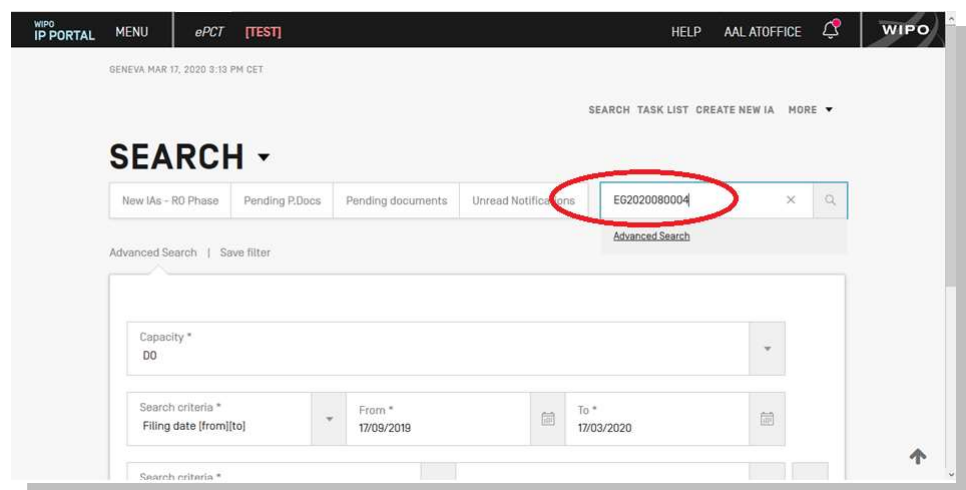 WIPO
IP PORTAL MENU ePCT [TEST] HELP AAL ATOFFICE WIPO
GENEVA MAR 17, 2020 3:13 PM CET
SEARCH TASK LIST CREATE NEW IA MORE
SEARCH
New IAs - RO Phase Pending P.Docs Pending documents Unread Notifications EG2020080004
Advanced Search
Advanced Search | Save filter
Capacity *
DO
Search criteria * From * To *
Filing date [from][to] 17/09/2019 17/03/2020
Search criteria *